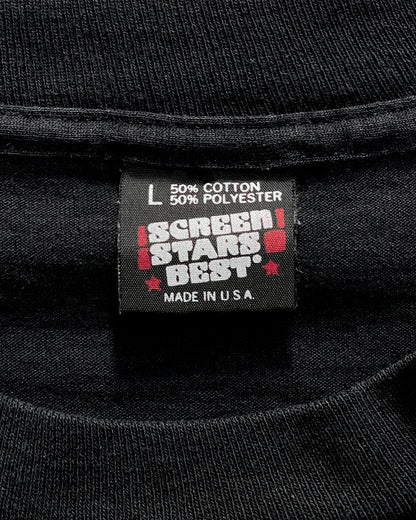 L 50% COTTON
50% POLYESTER
SCREEN
STARS
BEST®
MADE IN U.S.A.